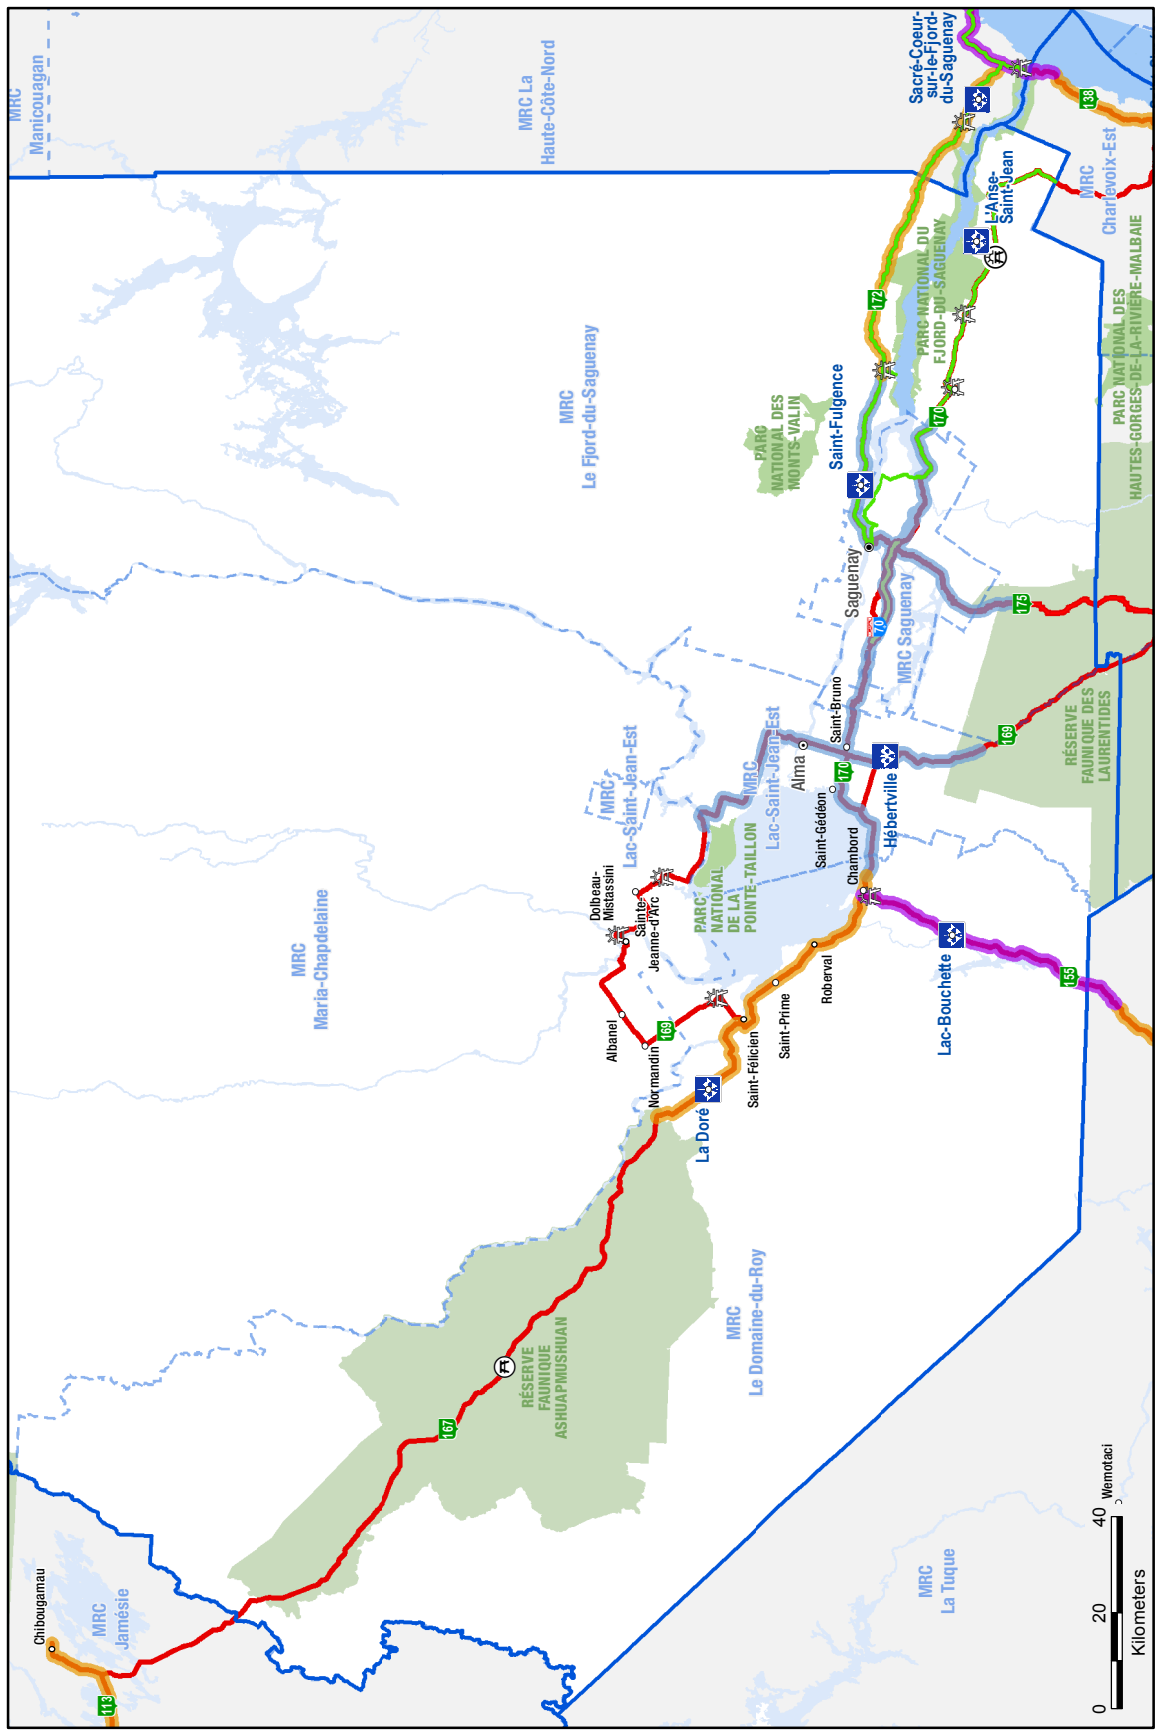 MRC
Manicouagan
MRC La
Haute-Côte-Nord
Sacré-Coeur-
sur-le-Fjord-
du-Saguenay
138
MRC
Charlevoix-Est
L'Anse-
Saint-Jean
PARC NATIONAL DU
FJORD-DU-SAGUENAY
172
170
PARC NATIONAL DES
HAUTES-GORGES-DE-LA-RIVIÈRE-MALBAIE
MRC
Le Fjord-du-Saguenay
PARC
NATIONAL DES
MONTS-VALIN
Saint-Fulgence
Saguenay
70
MRC Saguenay
175
169
RÉSERVE
FAUNIQUE DES
LAURENTIDES
MRC
Lac-Saint-Jean-Est
MRC
Lac-Saint-Jean-Est
Alma
Saint-Bruno
170
Saint-Gédéon
Hébertville
Chambord
PARC
NATIONAL
DE LA
POINTE-TAILLON
Dolbeau-
Mistassini
Sainte-
Jeanne-d'Arc
MRC
Maria-Chapdelaine
Albanel
Normandin
169
Roberval
Saint-Prime
Saint-Félicien
La Doré
Lac-Bouchette
155
MRC
Le Domaine-du-Roy
RÉSERVE
FAUNIQUE
ASHUAPMUSHUAN
167
Chibougamau
MRC
Jamésie
113
MRC
La Tuque
Wemotaci
0 20 40
Kilometers